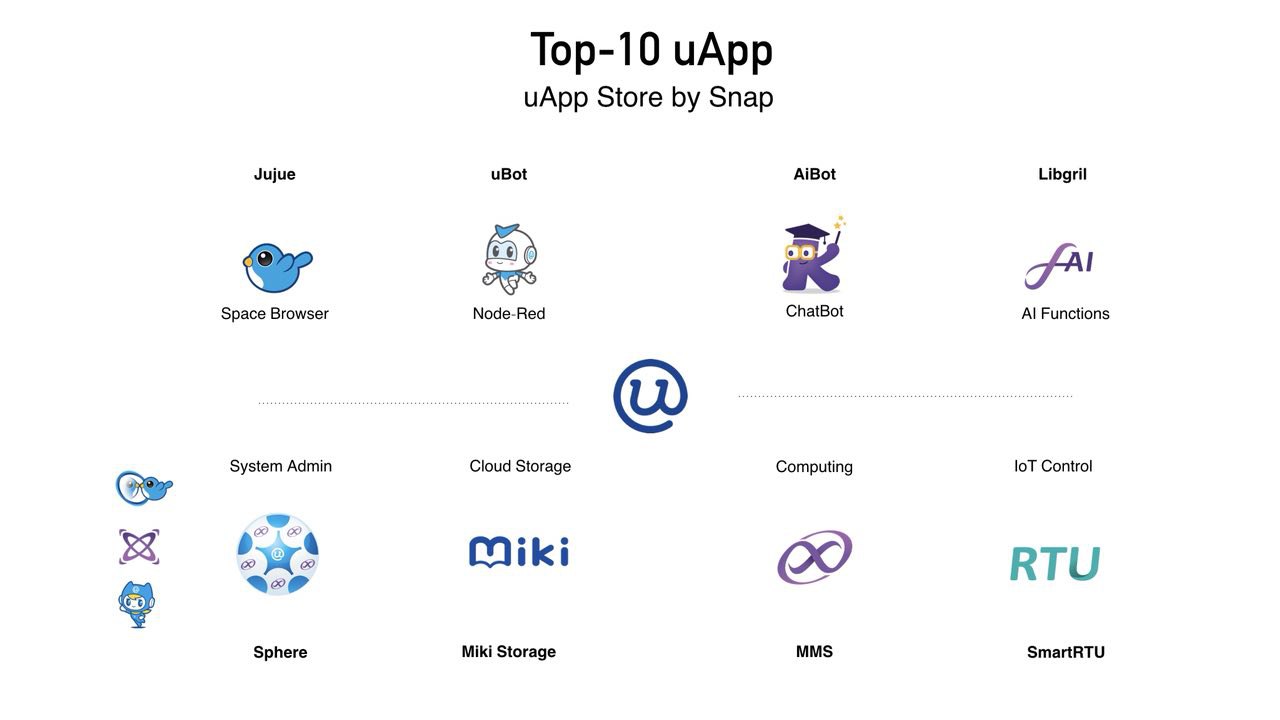 Top-10 uApp
uApp Store by Snap
Jujue
uBot
AiBot
Libgril
AI
Space Browser
Node-Red
ChatBot
AI Functions
u
System Admin
Cloud Storage
Computing
IoT Control
u
Miki
RTU
Sphere
Miki Storage
MMS
SmartRTU